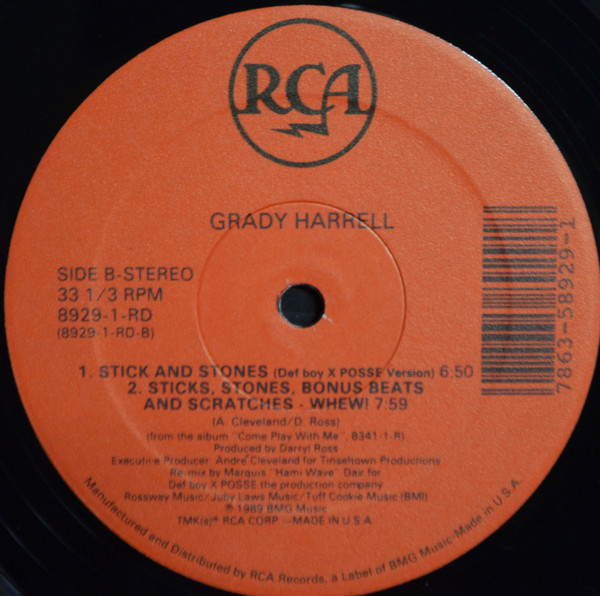 RCA
GRADY HARRELL
SIDE B-STEREO
33 1/3 RPM
8929-1-RD
(8929-1-RD-B)
7863-58929-1
1. STICK AND STONES (Def boy X POSSE Version) 6:50
2. STICKS, STONES, BONUS BEATS
AND SCRATCHES - WHEW! 7:59
(A. Cleveland/D. Ross)
(from the album "Come Play With Me", 8341-1-R)
Produced by Darryl Ross
Executive Producer André Cleveland for Tinseltown Productions
Re-mix by Marquis "Hami Wave" Dair for
Def boy X POSSE the production company
Rossway Music/Juby Laws Music/Tuff Cookie Music (BMI)
℗ 1989 BMG Music
TMK(s)® RCA CORP.—MADE IN U.S.A.
Manufactured and Distributed by RCA Records, a Label of BMG Music·Made in U.S.A.